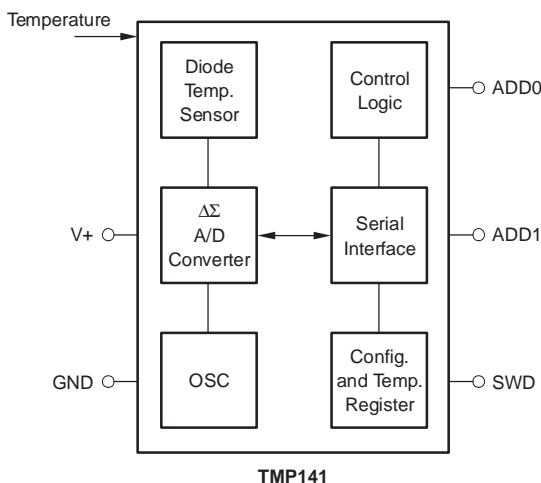 Temperature
Diode
Temp.
Sensor
Control
Logic
ADD0
V+
ΔΣ
A/D
Converter
Serial
Interface
ADD1
GND
OSC
Config.
and Temp.
Register
SWD
TMP141